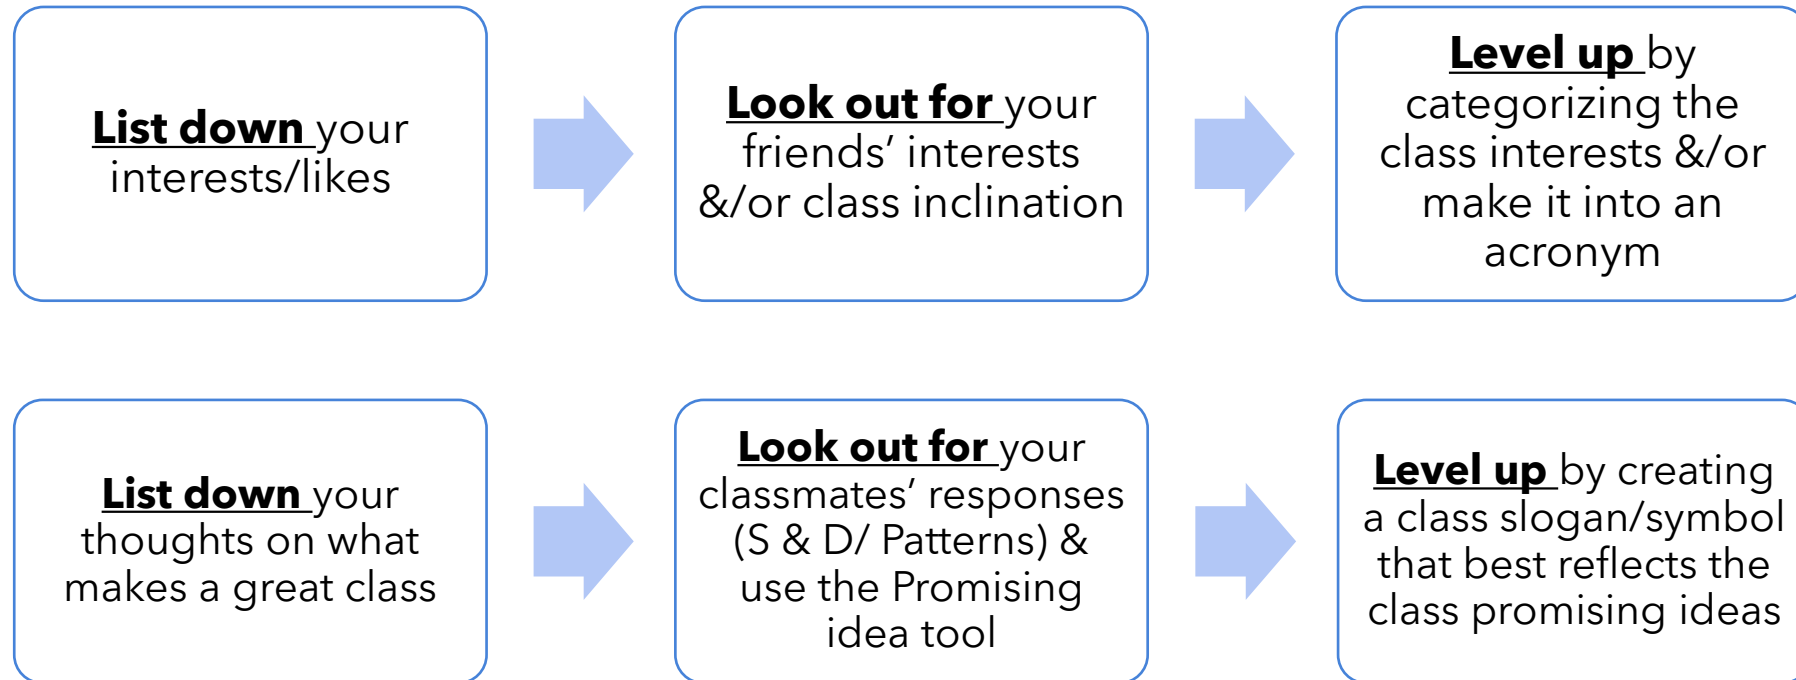 List down your
interests/likes
Look out for your
friends’ interests
&/or class inclination
Level up by
categorizing the
class interests &/or
make it into an
acronym
List down your
thoughts on what
makes a great class
Look out for your
classmates’ responses
(S & D/ Patterns) &
use the Promising
idea tool
Level up by creating
a class slogan/symbol
that best reflects the
class promising ideas